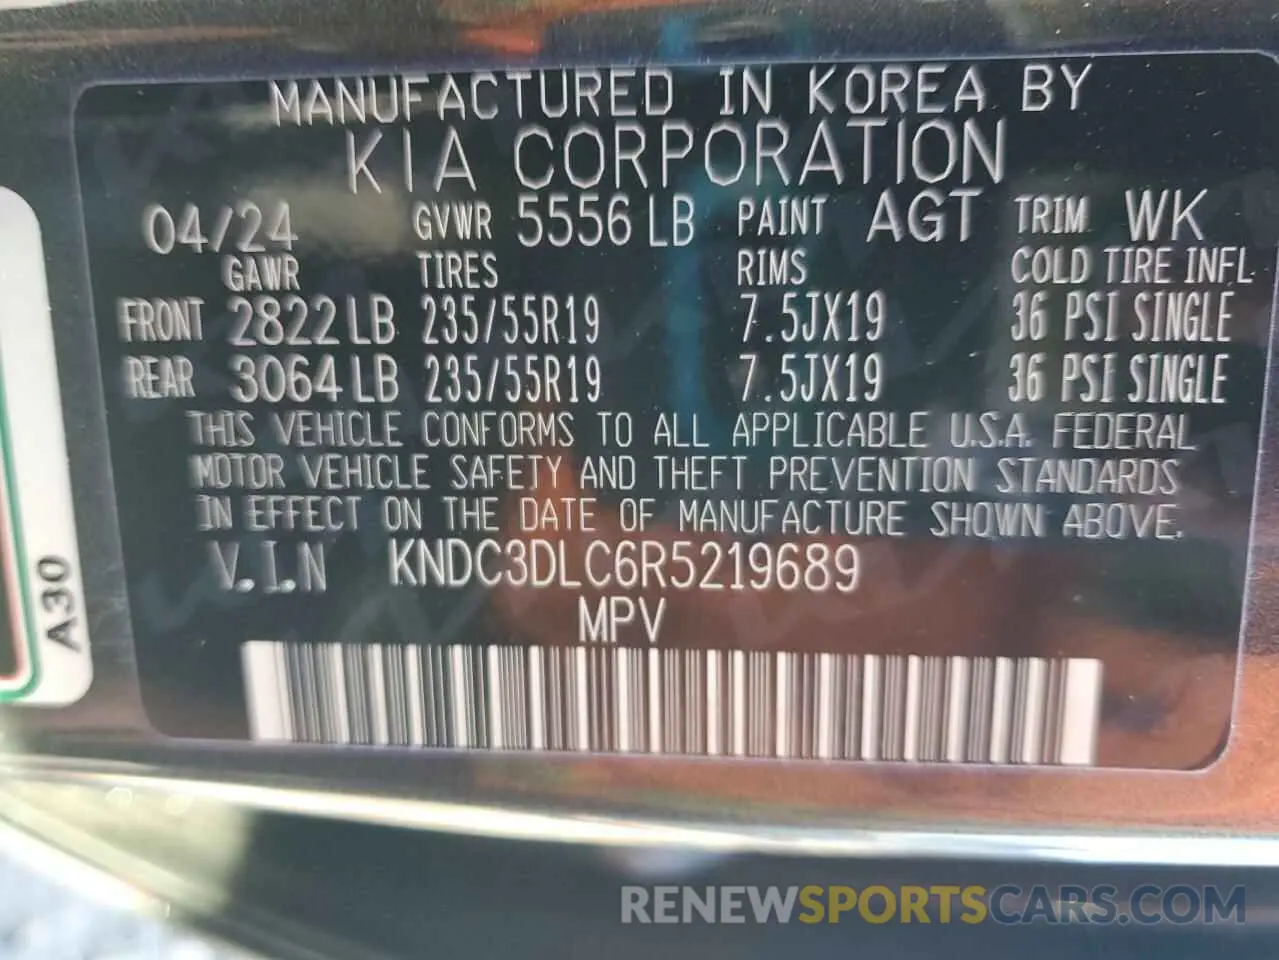 MANUFACTURED IN KOREA BY
KIA CORPORATION
04/24 GVWR 5556 LB PAINT AGT TRIM WK
GAWR TIRES RIMS COLD TIRE INFL
FRONT 2822 LB 235/55R19 7.5JX19 36 PSI SINGLE
REAR 3064 LB 235/55R19 7.5JX19 36 PSI SINGLE
THIS VEHICLE CONFORMS TO ALL APPLICABLE U.S.A. FEDERAL
MOTOR VEHICLE SAFETY AND THEFT PREVENTION STANDARDS
IN EFFECT ON THE DATE OF MANUFACTURE SHOWN ABOVE.
V.I.N KNDC3DLC6R5219689
MPV
A30
RENEWSPORTSCARS.COM